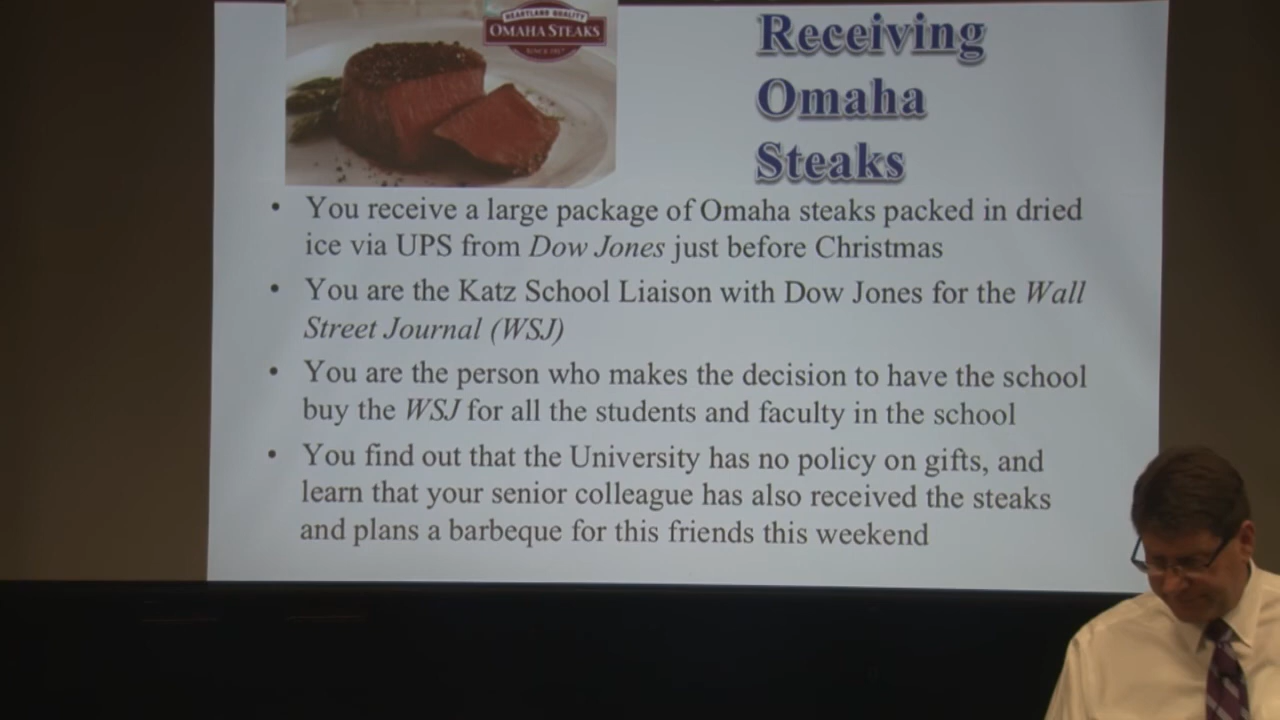 HEARTLAND QUALITY
OMAHA STEAKS
SINCE 1917
Receiving
Omaha
Steaks
• You receive a large package of Omaha steaks packed in dried
ice via UPS from Dow Jones just before Christmas
• You are the Katz School Liaison with Dow Jones for the Wall
Street Journal (WSJ)
• You are the person who makes the decision to have the school
buy the WSJ for all the students and faculty in the school
• You find out that the University has no policy on gifts, and
learn that your senior colleague has also received the steaks
and plans a barbeque for this friends this weekend